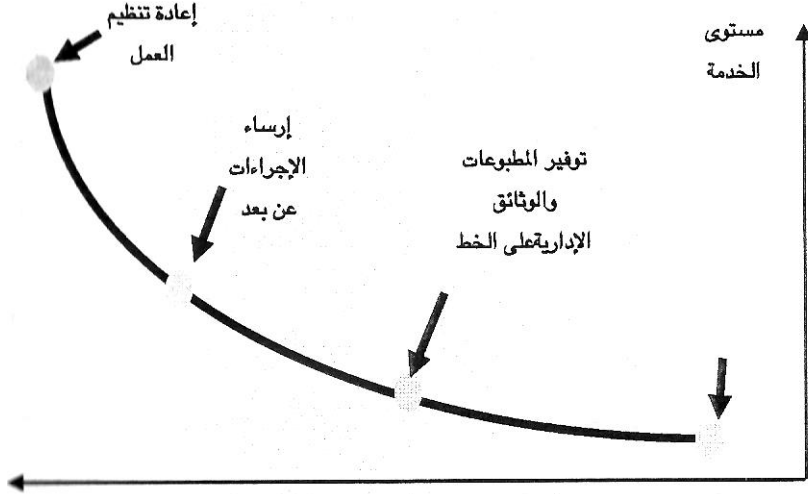 مستوى
الخدمة
توفير المطبوعات
والوثائق
الإداريةعلى الخط
إرساء
الإجراءات
عن بعد
إعادة تنظيم
العمل